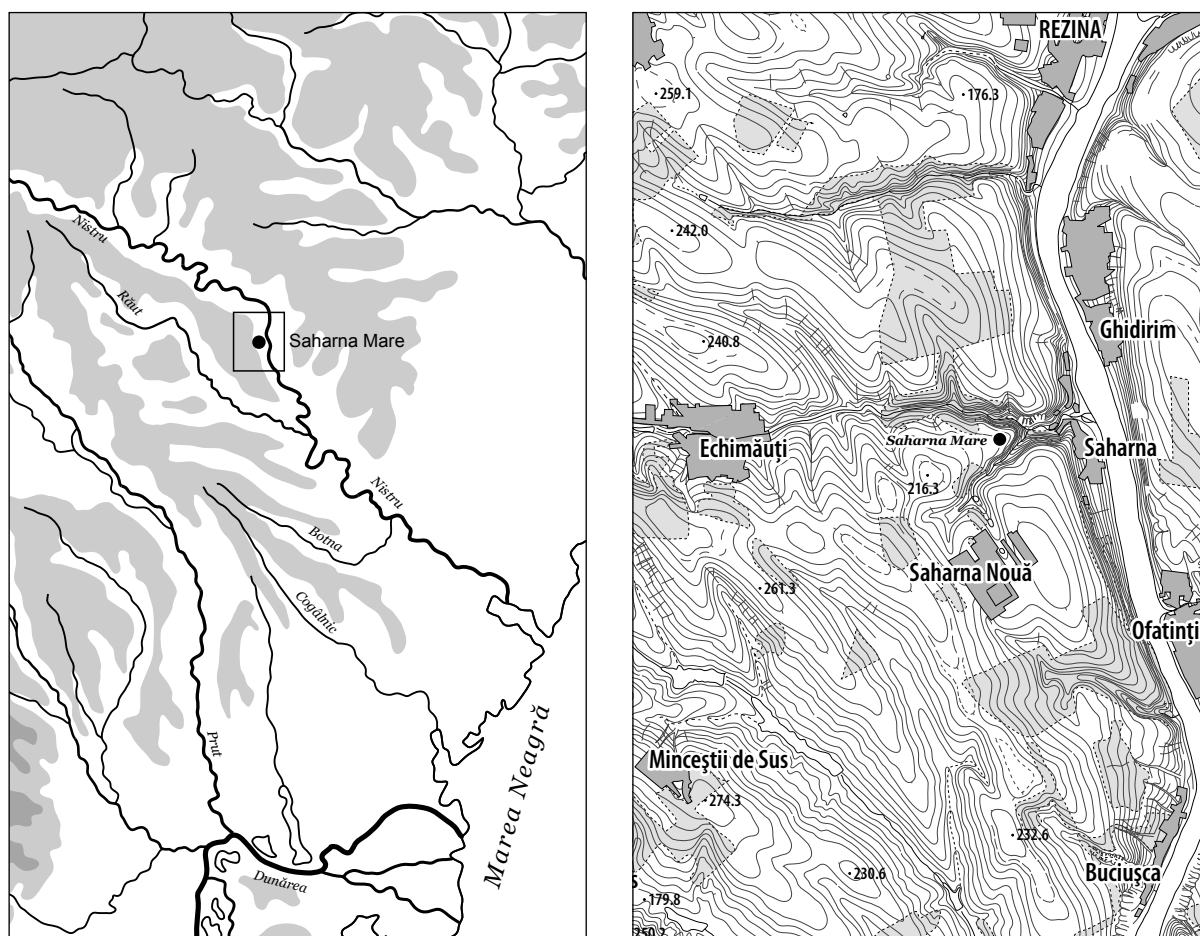 Nistru
Răut
Saharna Mare
Nistru
Botna
Cogâlnic
Prut
Marea Neagră
Dunărea
REZINA
259.1
176.3
242.0
Ghidirim
240.8
Echimăuți
Saharna Mare
Saharna
216.3
Saharna Nouă
261.3
Ofatinți
Minceștii de Sus
274.3
232.6
Buciușca
230.6
179.8